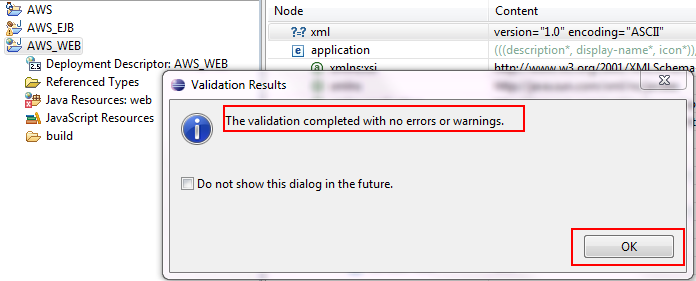 AWS
AWS_EJB
AWS_WEB
Deployment Descriptor: AWS_WEB
Referenced Types
Java Resources: web
JavaScript Resources
build
Node Content
?=? xml version="1.0" encoding="ASCII"
e application (((description*, display-name*, icon*)),
a xmlns:xsi http://www.w3.org/2001/XMLSchema
Validation Results
The validation completed with no errors or warnings.
Do not show this dialog in the future.
OK